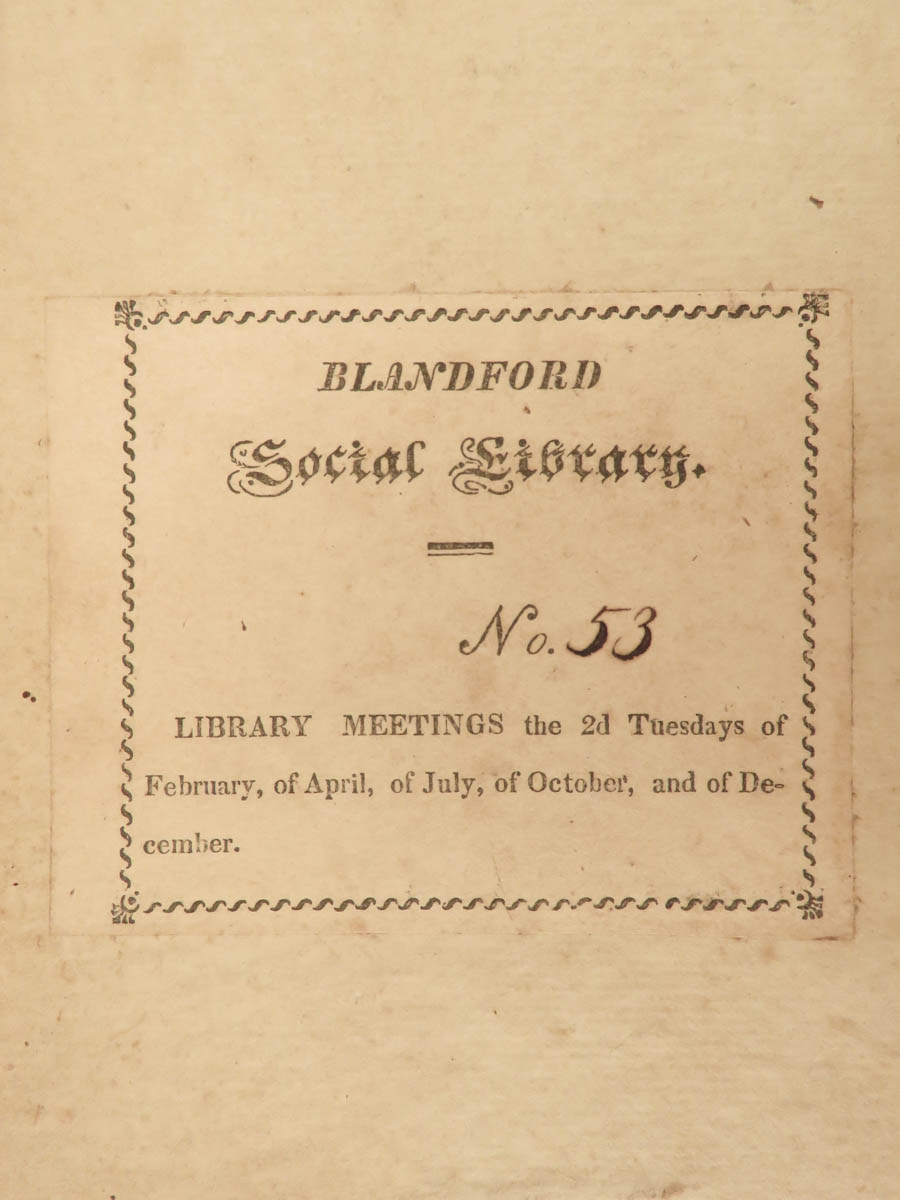 BLANDFORD
Social Library.
No. 53
LIBRARY MEETINGS the 2d Tuesdays of
February, of April, of July, of October, and of De-
cember.